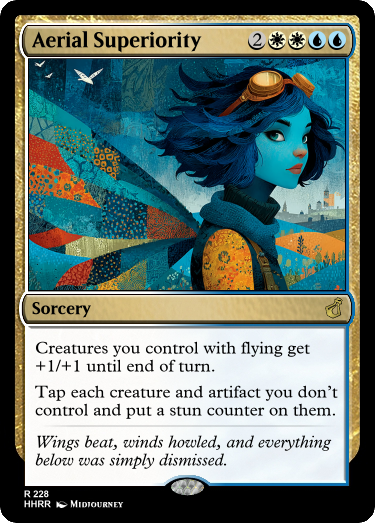 Aerial Superiority 2
Sorcery
Creatures you control with flying get
+1/+1 until end of turn.
Tap each creature and artifact you don't
control and put a stun counter on them.
Wings beat, winds howled, and everything
below was simply dismissed.
R 228
HHRR MIDJOURNEY